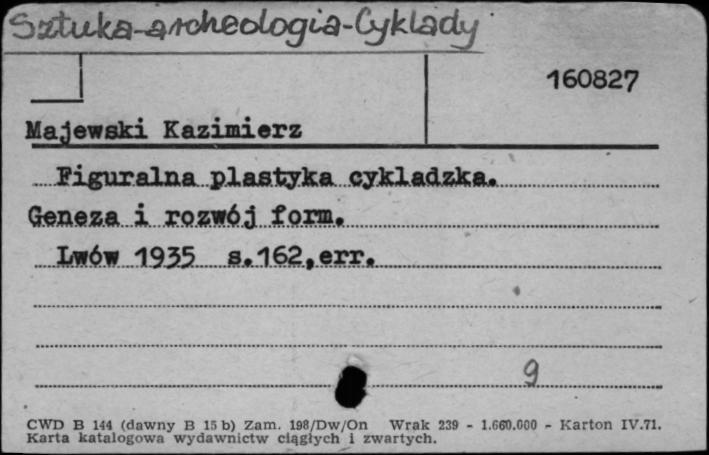 Sztuka-archeologia-Cyklady
160827
Majewski Kazimierz
Figuralna plastyka cykladzka.
Geneza i rozwój form.
Lwów 1935 s.162,err.
9
CWD B 144 (dawny B 15 b) Zam. 198/Dw/On Wrak 239 - 1.660.000 - Karton IV.71.
Karta katalogowa wydawnictw ciągłych i zwartych.